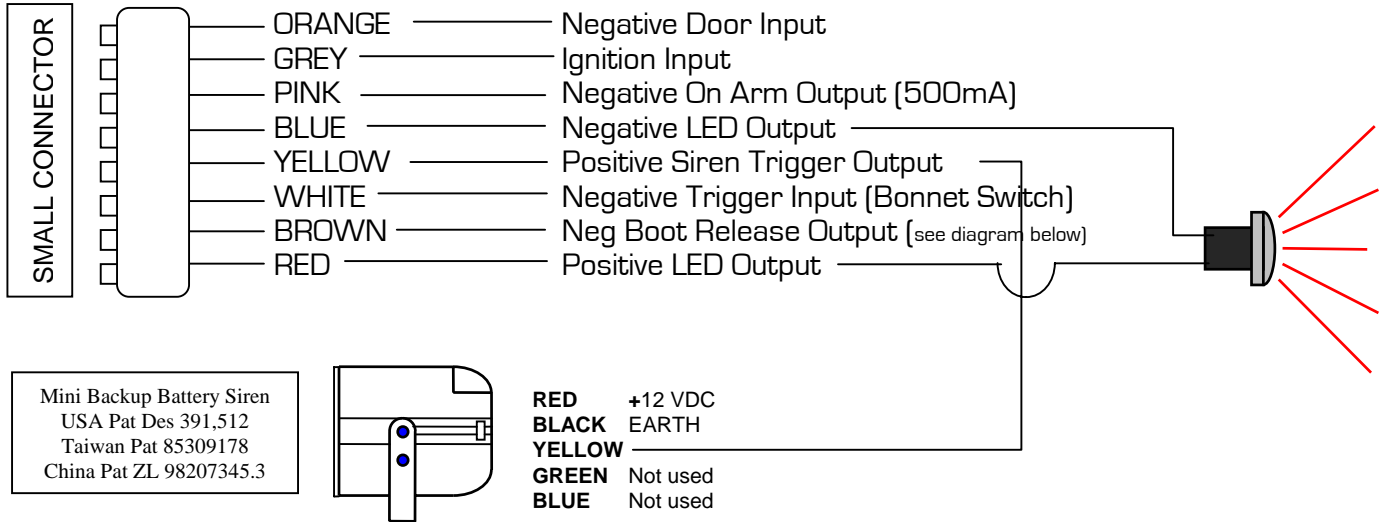 SMALL CONNECTOR
ORANGE Negative Door Input
GREY Ignition Input
PINK Negative On Arm Output (500mA)
BLUE Negative LED Output
YELLOW Positive Siren Trigger Output
WHITE Negative Trigger Input (Bonnet Switch)
BROWN Neg Boot Release Output (see diagram below)
RED Positive LED Output
Mini Backup Battery Siren
USA Pat Des 391,512
Taiwan Pat 85309178
China Pat ZL 98207345.3
RED +12 VDC
BLACK EARTH
YELLOW
GREEN Not used
BLUE Not used